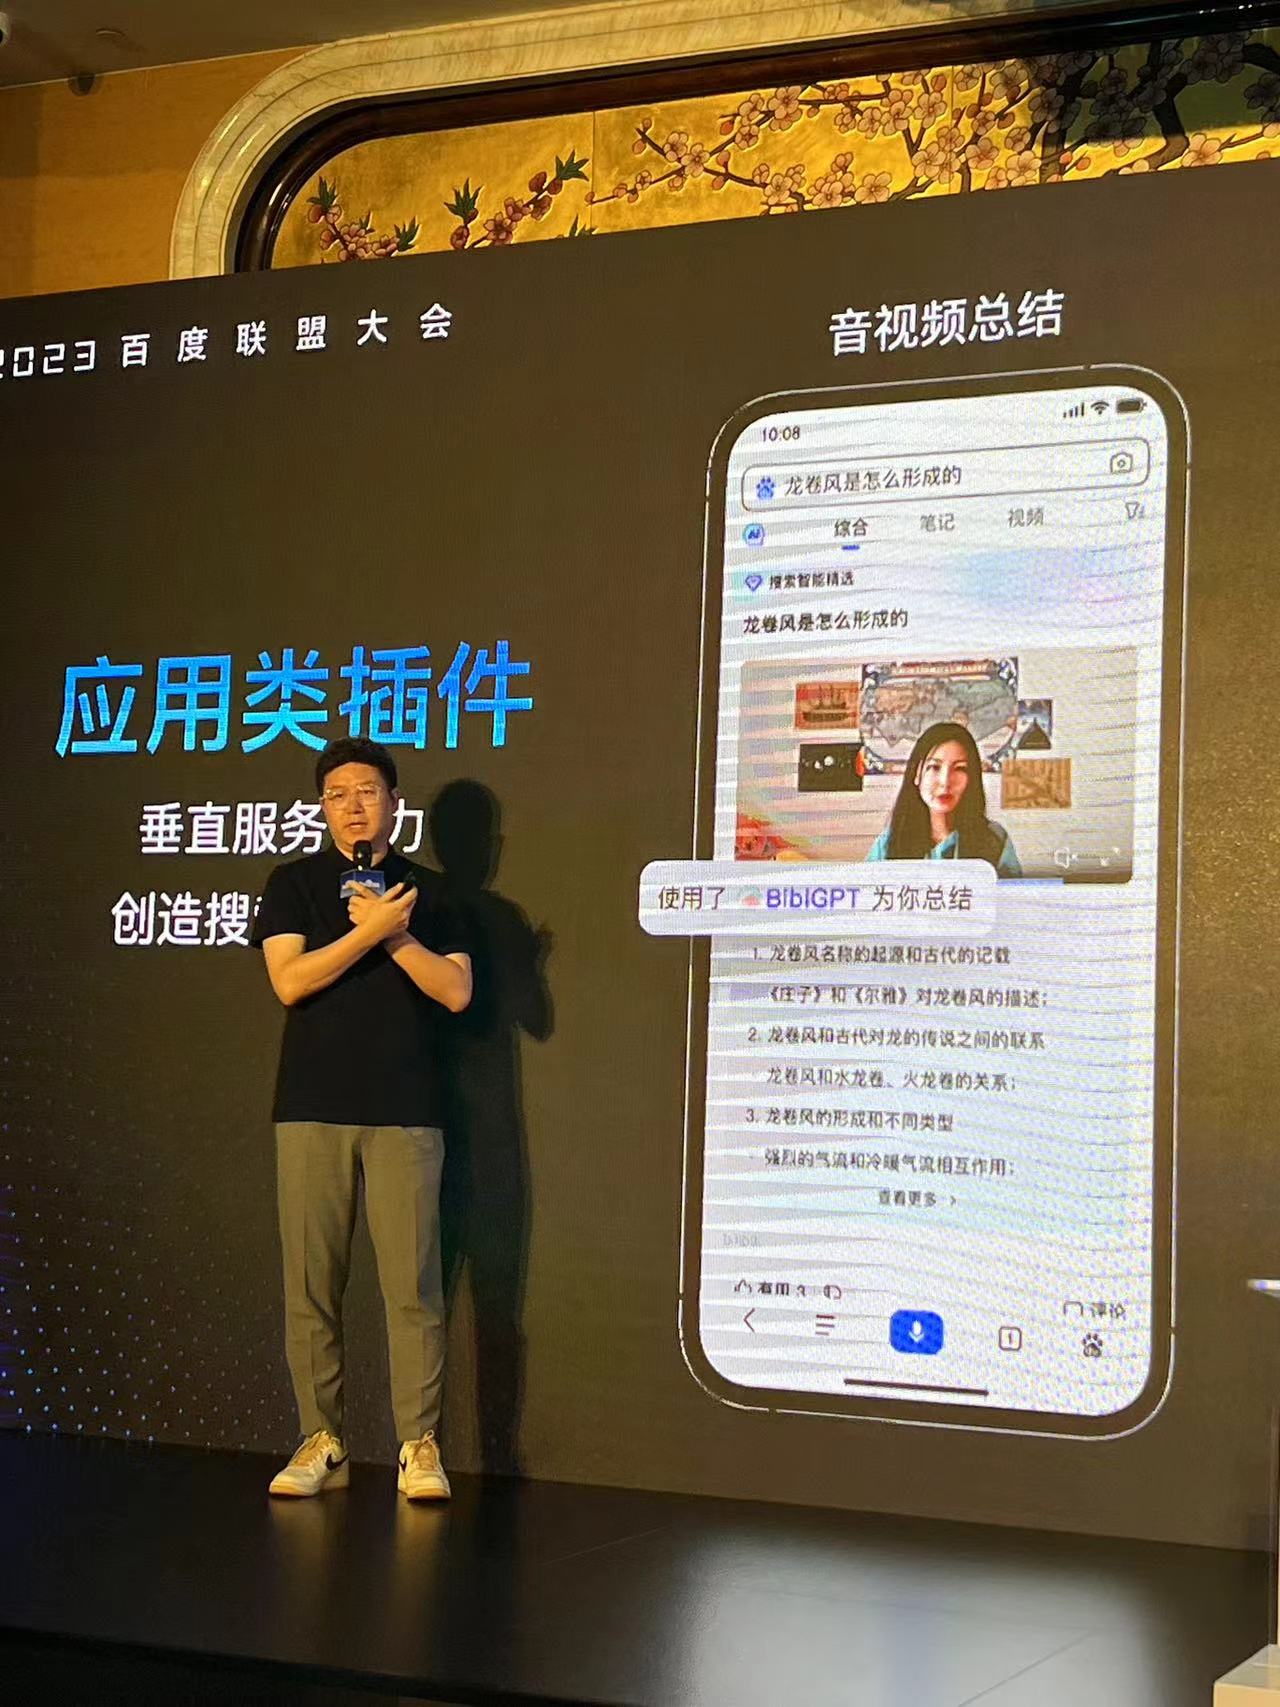 2023百度联盟大会
应用类插件
垂直服务 力
创造搜
音视频总结
10:08
龙卷风是怎么形成的
综合 笔记 视频
搜索智能精选
龙卷风是怎么形成的
使用了 BibiGPT 为你总结
1. 龙卷风名称的起源和古代的记载
《庄子》和《尔雅》对龙卷风的描述；
2. 龙卷风和古代对龙的传说之间的联系
龙卷风和水龙卷、火龙卷的关系；
3. 龙卷风的形成和不同类型
强烈的气流和冷暖气流相互作用；
查看更多 ›
有用 3
评论
1